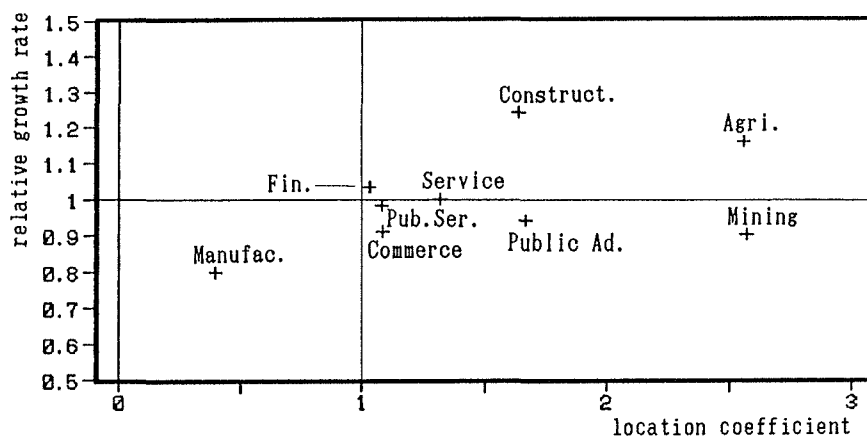 relative growth rate
1.5
1.4
1.3
1.2
1.1
1
0.9
0.8
0.7
0.6
0.5
Construct.
Agri.
Fin.
Service
Pub.Ser.
Mining
Commerce
Public Ad.
Manufac.
0 1 2 3
location coefficient